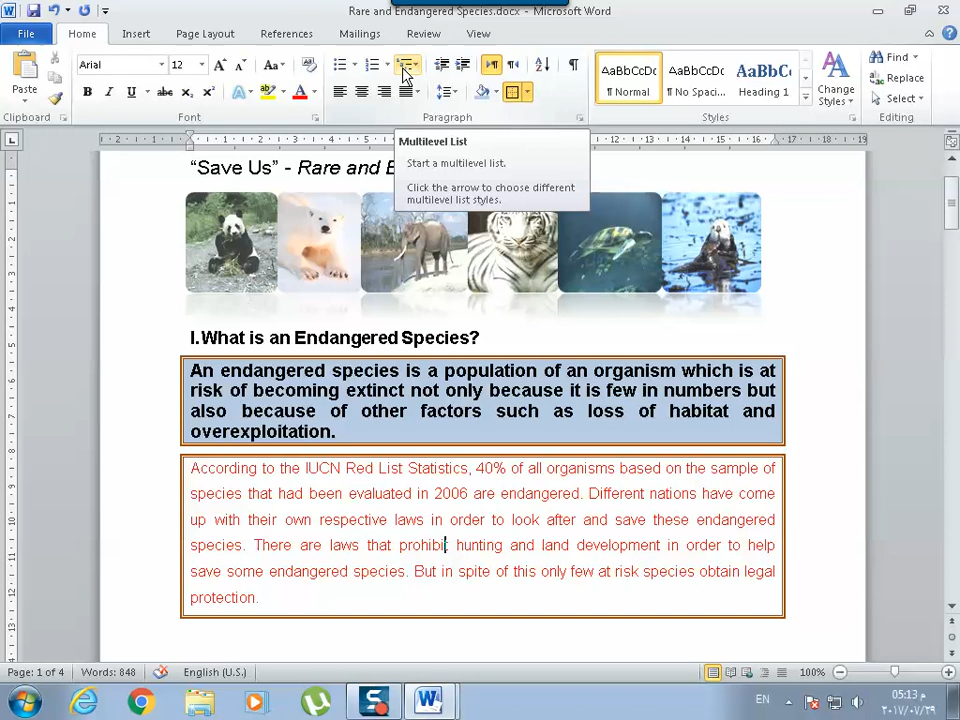 Rare and Endangered Species.docx - Microsoft Word
File
Home
Insert
Page Layout
References
Mailings
Review
View
Paste
Clipboard
Arial
12
Font
Paragraph
AaBbCcDc
¶ Normal
AaBbCcDc
¶ No Spaci...
AaBbCc
Heading 1
Change
Styles
Styles
Find
Replace
Select
Editing
Multilevel List
Start a multilevel list.
Click the arrow to choose different
multilevel list styles.
“Save Us” - Rare and E
I.What is an Endangered Species?
An endangered species is a population of an organism which is at
risk of becoming extinct not only because it is few in numbers but
also because of other factors such as loss of habitat and
overexploitation.
According to the IUCN Red List Statistics, 40% of all organisms based on the sample of
species that had been evaluated in 2006 are endangered. Different nations have come
up with their own respective laws in order to look after and save these endangered
species. There are laws that prohibit hunting and land development in order to help
save some endangered species. But in spite of this only few at risk species obtain legal
protection.
Page: 1 of 4
Words: 848
English (U.S.)
100%
EN
05:13 م
٢٠١٧/٠٧/٢٩